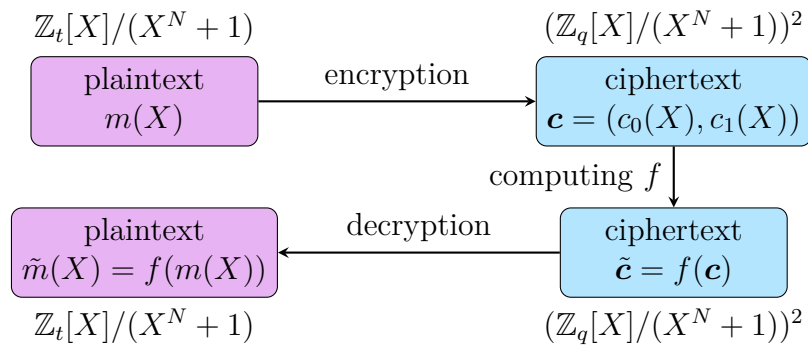 ℤ_t[X]/(X^N + 1)
(ℤ_q[X]/(X^N + 1))^2
plaintext
m(X)
encryption
ciphertext
𝒄 = (c_0(X), c_1(X))
computing f
plaintext
m̃(X) = f(m(X))
decryption
ciphertext
𝒄̃ = f(𝒄)
ℤ_t[X]/(X^N + 1)
(ℤ_q[X]/(X^N + 1))^2